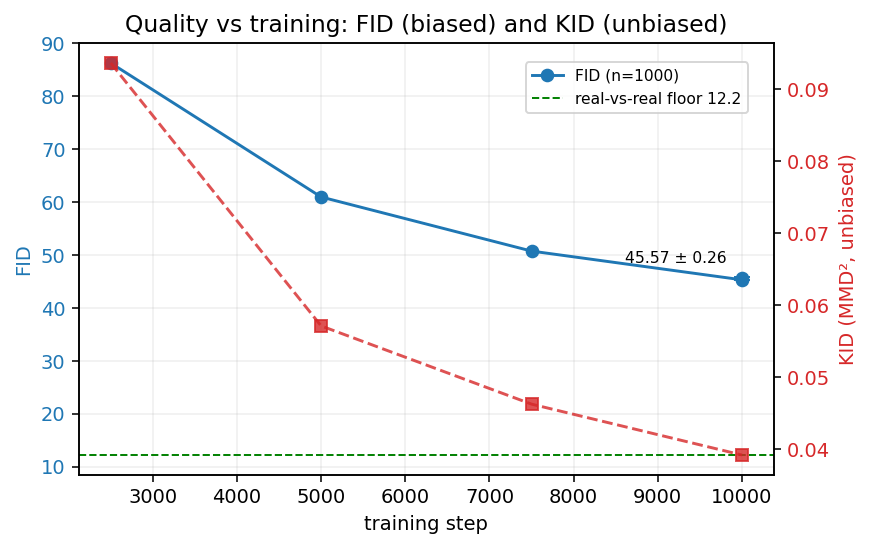 Quality vs training: FID (biased) and KID (unbiased)
FID (n=1000)
real-vs-real floor 12.2
45.57 ± 0.26
FID
90
80
70
60
50
40
30
20
10
0.09
0.08
0.07
0.06
0.05
0.04
KID (MMD², unbiased)
3000 4000 5000 6000 7000 8000 9000 10000
training step